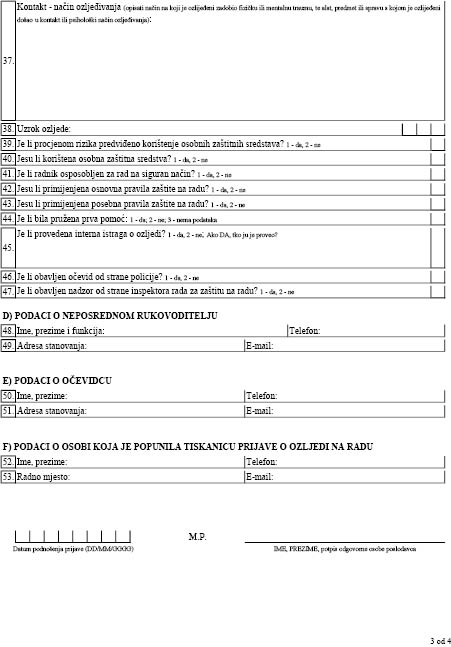 Kontakt - način ozljeđivanja (opisati način na koji je ozlijeđeni zadobio fizičku ili mentalnu traumu, te alat, predmet ili spravu s kojom je ozlijeđeni
došao u kontakt ili psihološki način ozljeđivanja):
37.
38. Uzrok ozljede:
39. Je li procjenom rizika predviđeno korištenje osobnih zaštitnih sredstava? 1 - da, 2 - ne
40. Jesu li korištena osobna zaštitna sredstva? 1 - da, 2 - ne
41. Je li radnik osposobljen za rad na siguran način? 1 - da, 2 - ne
42. Jesu li primijenjena osnovna pravila zaštite na radu? 1 - da, 2 - ne
43. Jesu li primijenjena posebna pravila zaštite na radu? 1 - da, 2 - ne
44. Je li bila pružena prva pomoć: 1 - da; 2 - ne; 3 - nema podataka
Je li provedena interna istraga o ozljedi? 1 - da, 2 - ne; Ako DA, tko ju je proveo?
45.
46. Je li obavljen očevid od strane policije? 1 - da, 2 - ne
47. Je li obavljen nadzor od strane inspektora rada za zaštitu na radu? 1 - da, 2 - ne
D) PODACI O NEPOSREDNOM RUKOVODITELJU
48. Ime, prezime i funkcija: Telefon:
49. Adresa stanovanja: E-mail:
E) PODACI O OČEVIDCU
50. Ime, prezime: Telefon:
51. Adresa stanovanja: E-mail:
F) PODACI O OSOBI KOJA JE POPUNILA TISKANICU PRIJAVE O OZLJEDI NA RADU
52. Ime, prezime: Telefon:
53. Radno mjesto: E-mail:
M.P.
Datum podnošenja prijave (DD/MM/GGGG) IME, PREZIME, potpis odgovorne osobe poslodavca
3 od 4